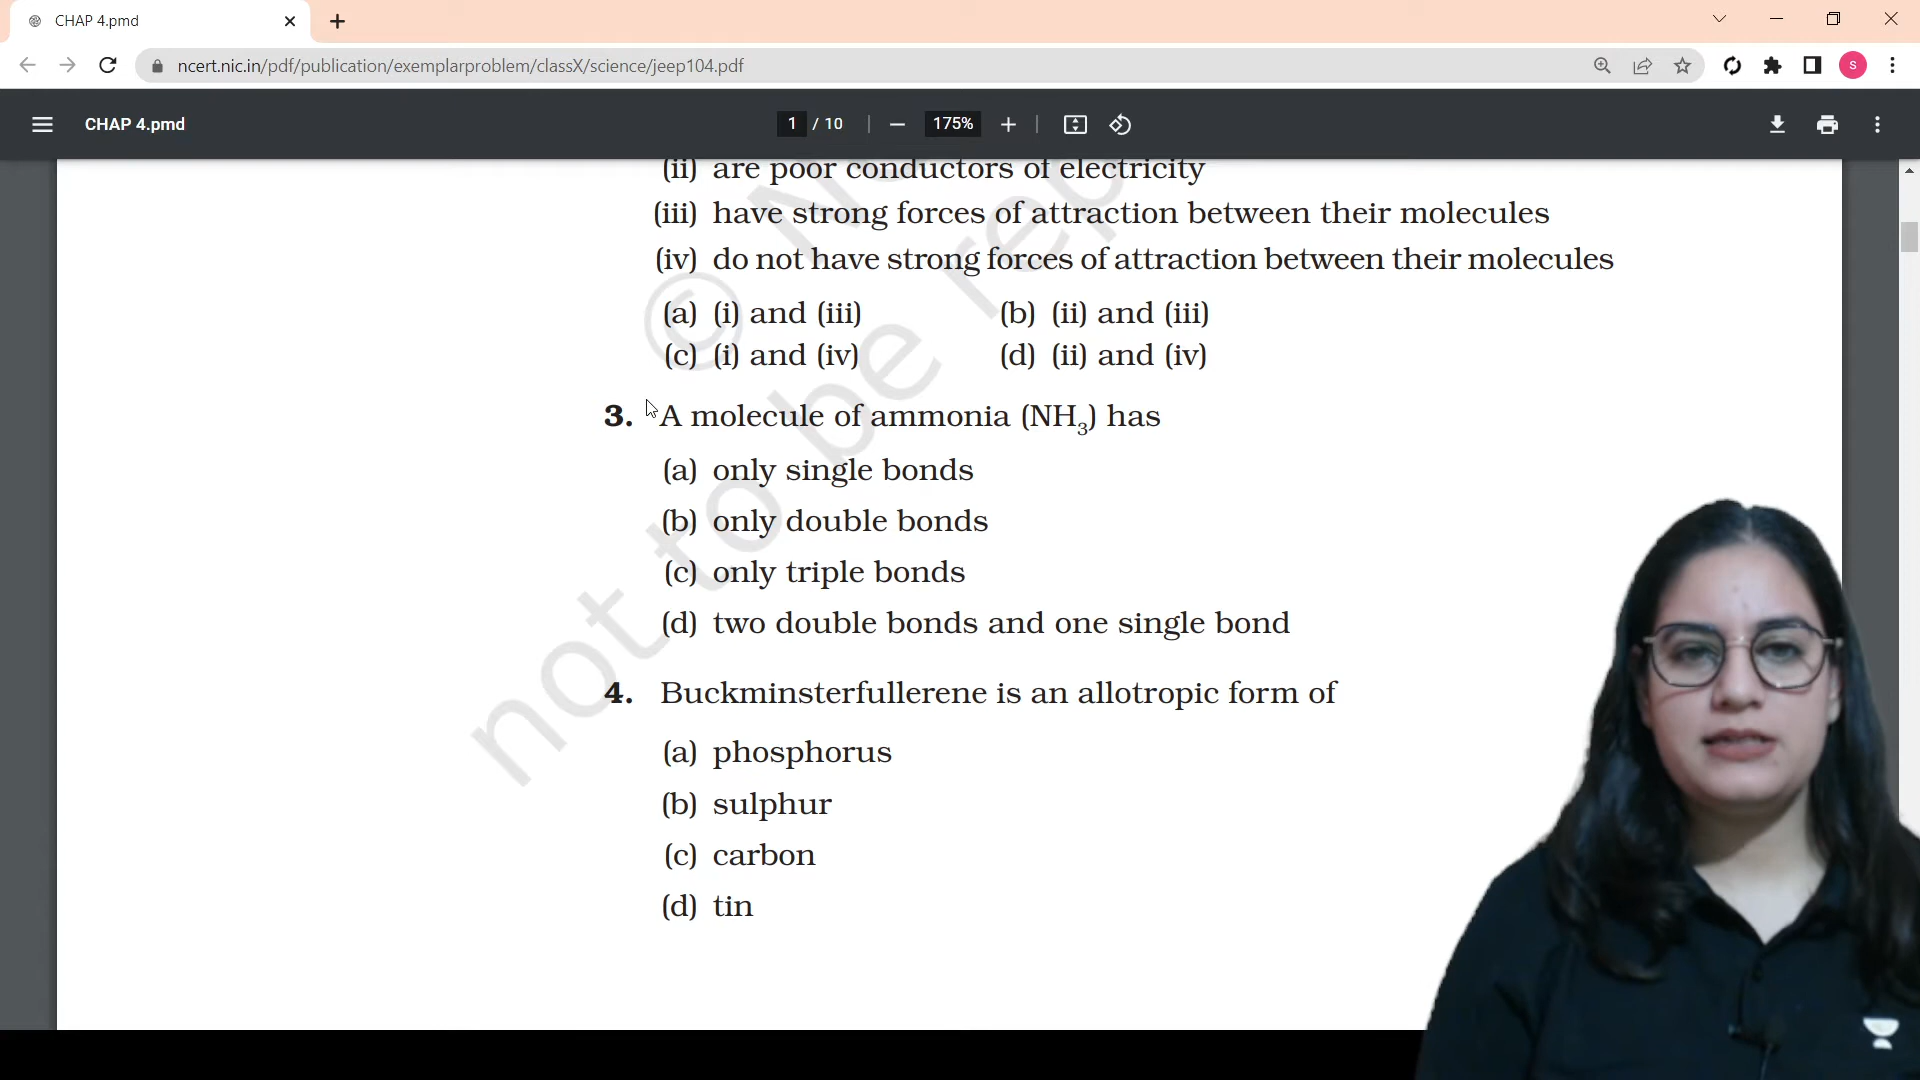 CHAP 4.pmd
ncert.nic.in/pdf/publication/exemplarproblem/classX/science/jeep104.pdf
S
CHAP 4.pmd
1 / 10
175%
(ii) are poor conductors of electricity
(iii) have strong forces of attraction between their molecules
(iv) do not have strong forces of attraction between their molecules
(a) (i) and (iii) (b) (ii) and (iii)
(c) (i) and (iv) (d) (ii) and (iv)
3. A molecule of ammonia (NH3) has
(a) only single bonds
(b) only double bonds
(c) only triple bonds
(d) two double bonds and one single bond
4. Buckminsterfullerene is an allotropic form of
(a) phosphorus
(b) sulphur
(c) carbon
(d) tin
© N
not to be rep